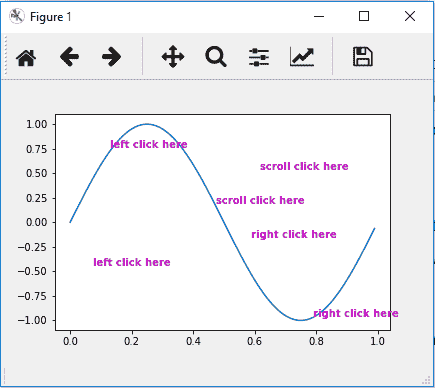 Figure 1
1.00
left click here
0.75
scroll click here
0.50
0.25
scroll click here
0.00
right click here
−0.25
left click here
−0.50
−0.75
right click here
−1.00
0.0 0.2 0.4 0.6 0.8 1.0